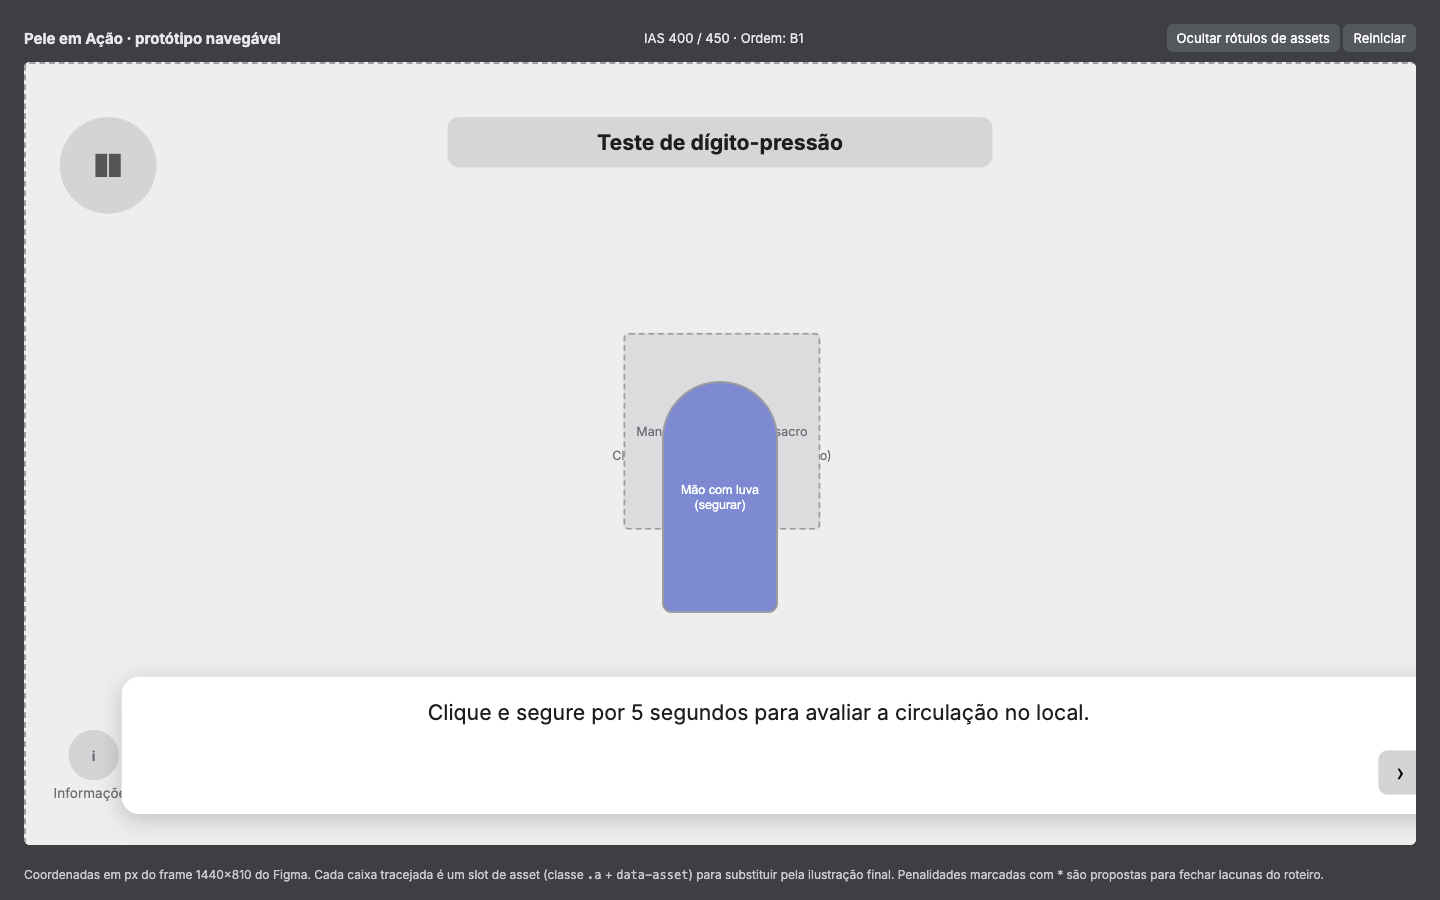 Pele em Ação · protótipo navegável
IAS 400 / 450 · Ordem: B1
Ocultar rótulos de assets
Reiniciar
Teste de dígito-pressão
Mão com luva
(segurar)
Clique e segure por 5 segundos para avaliar a circulação no local.
›
i
Coordenadas em px do frame 1440×810 do Figma. Cada caixa tracejada é um slot de asset (classe .a + data-asset) para substituir pela ilustração final. Penalidades marcadas com * são propostas para fechar lacunas do roteiro.